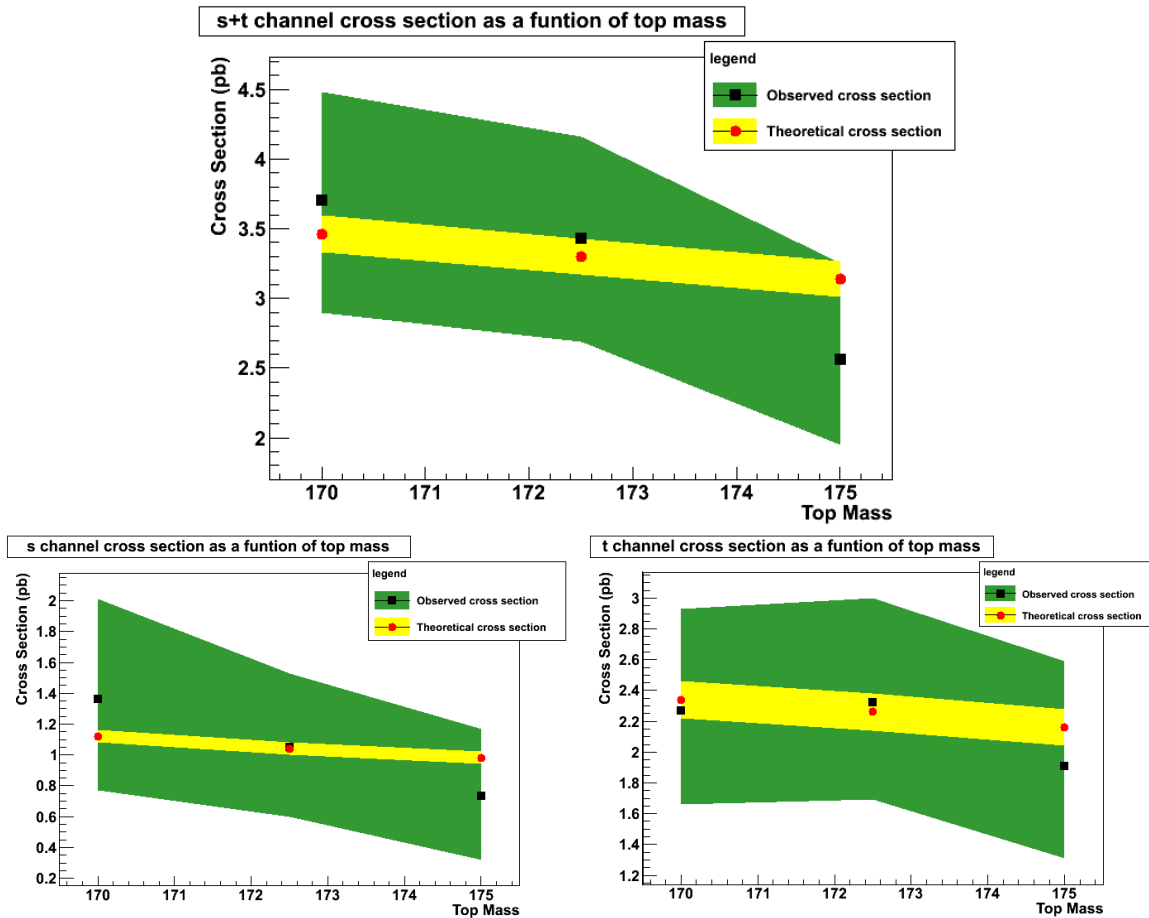 s+t channel cross section as a funtion of top mass
legend
Observed cross section
Theoretical cross section
Cross Section (pb)
4.5
4
3.5
3
2.5
2
170 171 172 173 174 175
Top Mass
s channel cross section as a funtion of top mass
legend
Observed cross section
Theoretical cross section
Cross Section (pb)
2
1.8
1.6
1.4
1.2
1
0.8
0.6
0.4
0.2
170 171 172 173 174 175
Top Mass
t channel cross section as a funtion of top mass
legend
Observed cross section
Theoretical cross section
Cross Section (pb)
3
2.8
2.6
2.4
2.2
2
1.8
1.6
1.4
1.2
170 171 172 173 174 175
Top Mass